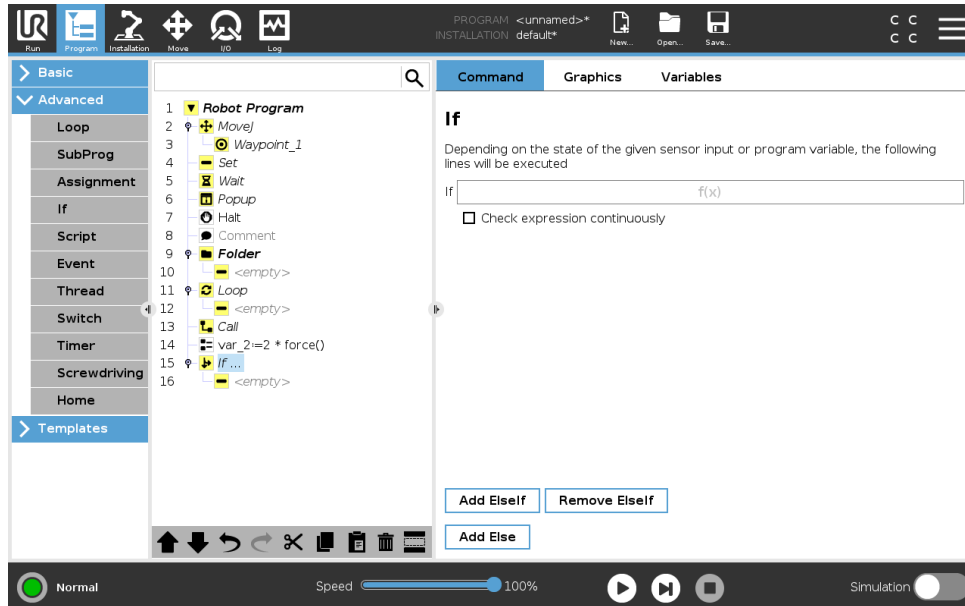 UR
PROGRAM <unnamed>*
INSTALLATION default*
Run
Program
Installation
Move
I/O
Log
New...
Open...
Save...
C C
C C
Basic
Advanced
Loop
SubProg
Assignment
If
Script
Event
Thread
Switch
Timer
Screwdriving
Home
Templates
1 Robot Program
2 MoveJ
3 Waypoint_1
4 Set
5 Wait
6 Popup
7 Halt
8 Comment
9 Folder
10 <empty>
11 Loop
12 <empty>
13 Call
14 var_2:=2 * force()
15 If ...
16 <empty>
Command Graphics Variables
If
Depending on the state of the given sensor input or program variable, the following
lines will be executed
If f(x)
Check expression continuously
Add ElseIf Remove ElseIf
Add Else
Normal
Speed 100%
Simulation